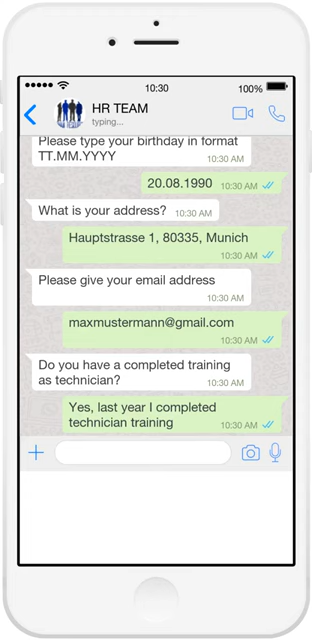 10:30
100%
HR TEAM
typing...
Please type your birthday in format
TT.MM.YYYY
10:30 AM
20.08.1990 10:30 AM
What is your address? 10:30 AM
Hauptstrasse 1, 80335, Munich
10:30 AM
Please give your email address
10:30 AM
maxmustermann@gmail.com
10:30 AM
Do you have a completed training
as technician?
10:30 AM
Yes, last year I completed
technician training
10:30 AM